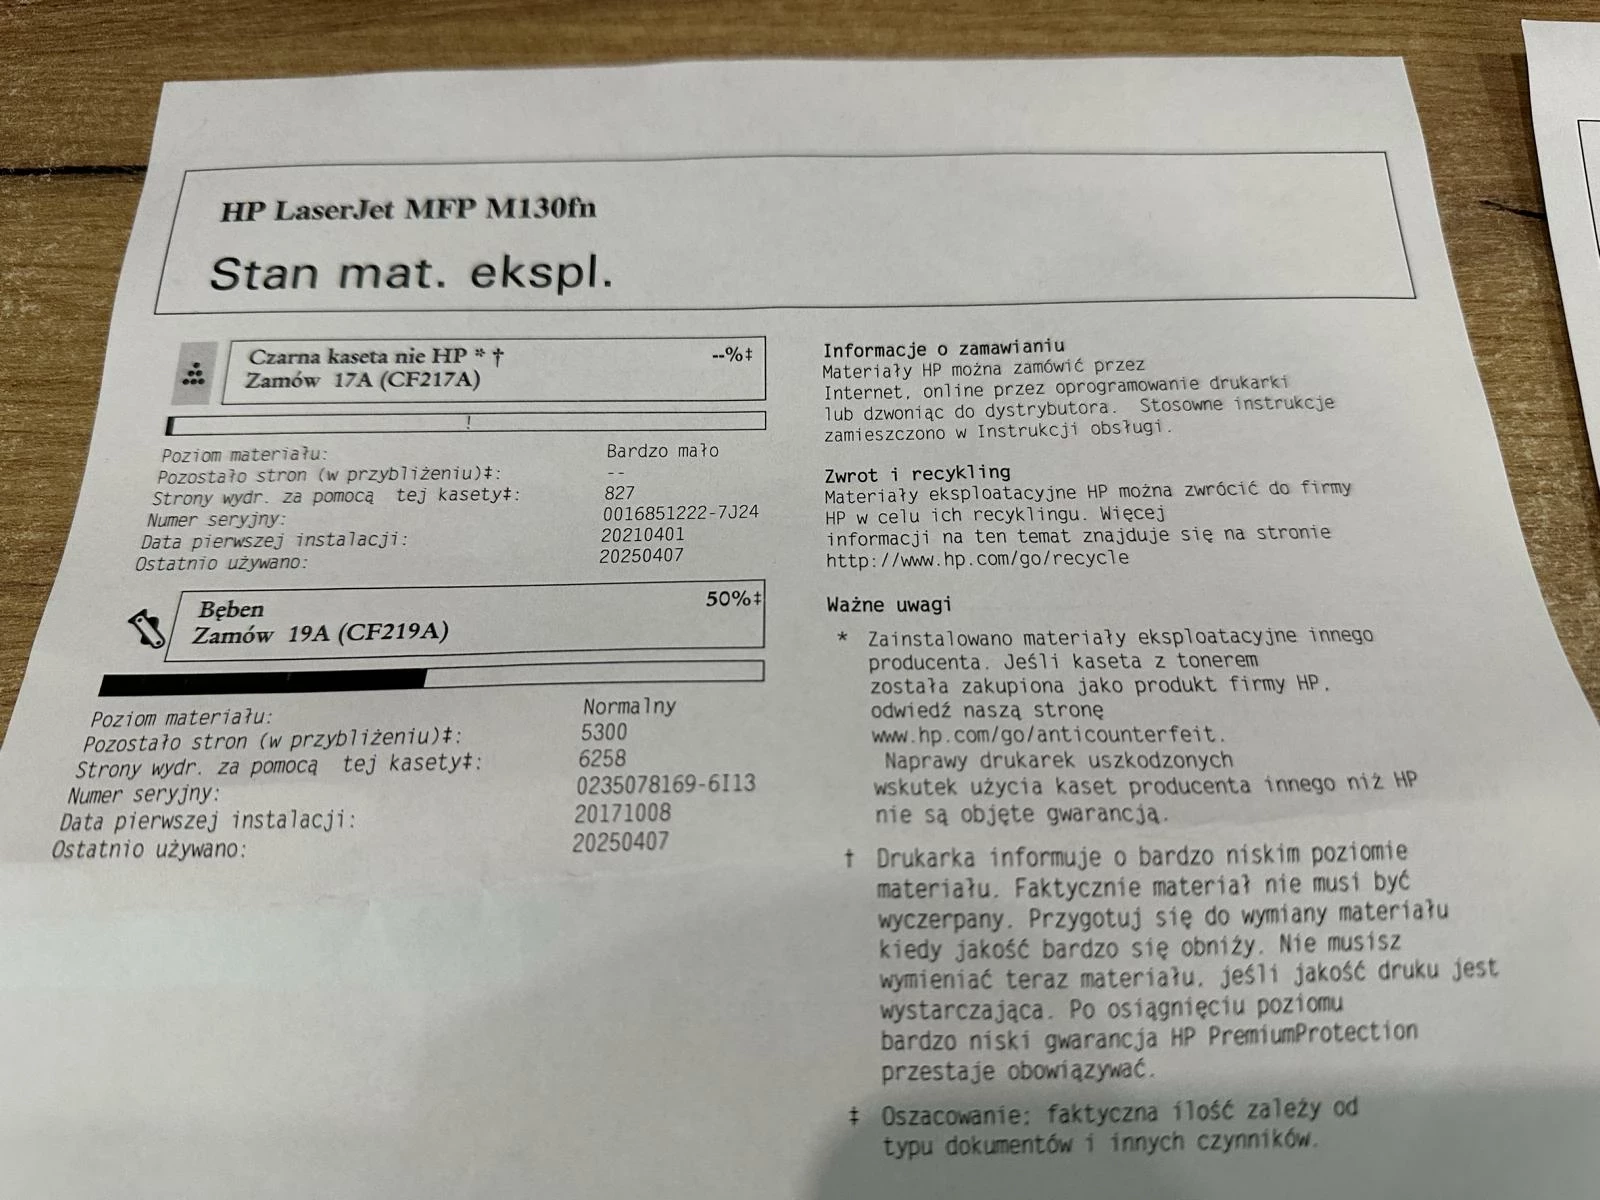 HP LaserJet MFP M130fn
Stan mat. ekspl.
Czarna kaseta nie HP * † --%‡
Zamów 17A (CF217A)
!
Poziom materiału: Bardzo mało
Pozostało stron (w przybliżeniu)‡: --
Strony wydr. za pomocą tej kasety‡: 827
Numer seryjny: 0016851222-7J24
Data pierwszej instalacji: 20210401
Ostatnio używano: 20250407
Bęben 50%‡
Zamów 19A (CF219A)
Poziom materiału: Normalny
Pozostało stron (w przybliżeniu)‡: 5300
Strony wydr. za pomocą tej kasety‡: 6258
Numer seryjny: 0235078169-6I13
Data pierwszej instalacji: 20171008
Ostatnio używano: 20250407
Informacje o zamawianiu
Materiały HP można zamówić przez
Internet, online przez oprogramowanie drukarki
lub dzwoniąc do dystrybutora. Stosowne instrukcje
zamieszczono w Instrukcji obsługi.
Zwrot i recykling
Materiały eksploatacyjne HP można zwrócić do firmy
HP w celu ich recyklingu. Więcej
informacji na ten temat znajduje się na stronie
http://www.hp.com/go/recycle
Ważne uwagi
* Zainstalowano materiały eksploatacyjne innego
producenta. Jeśli kaseta z tonerem
została zakupiona jako produkt firmy HP,
odwiedź naszą stronę
www.hp.com/go/anticounterfeit.
Naprawy drukarek uszkodzonych
wskutek użycia kaset producenta innego niż HP
nie są objęte gwarancją.
† Drukarka informuje o bardzo niskim poziomie
materiału. Faktycznie materiał nie musi być
wyczerpany. Przygotuj się do wymiany materiału
kiedy jakość bardzo się obniży. Nie musisz
wymieniać teraz materiału, jeśli jakość druku jest
wystarczająca. Po osiągnięciu poziomu
bardzo niski gwarancja HP PremiumProtection
przestaje obowiązywać.
‡ Oszacowanie; faktyczna ilość zależy od
typu dokumentów i innych czynników.